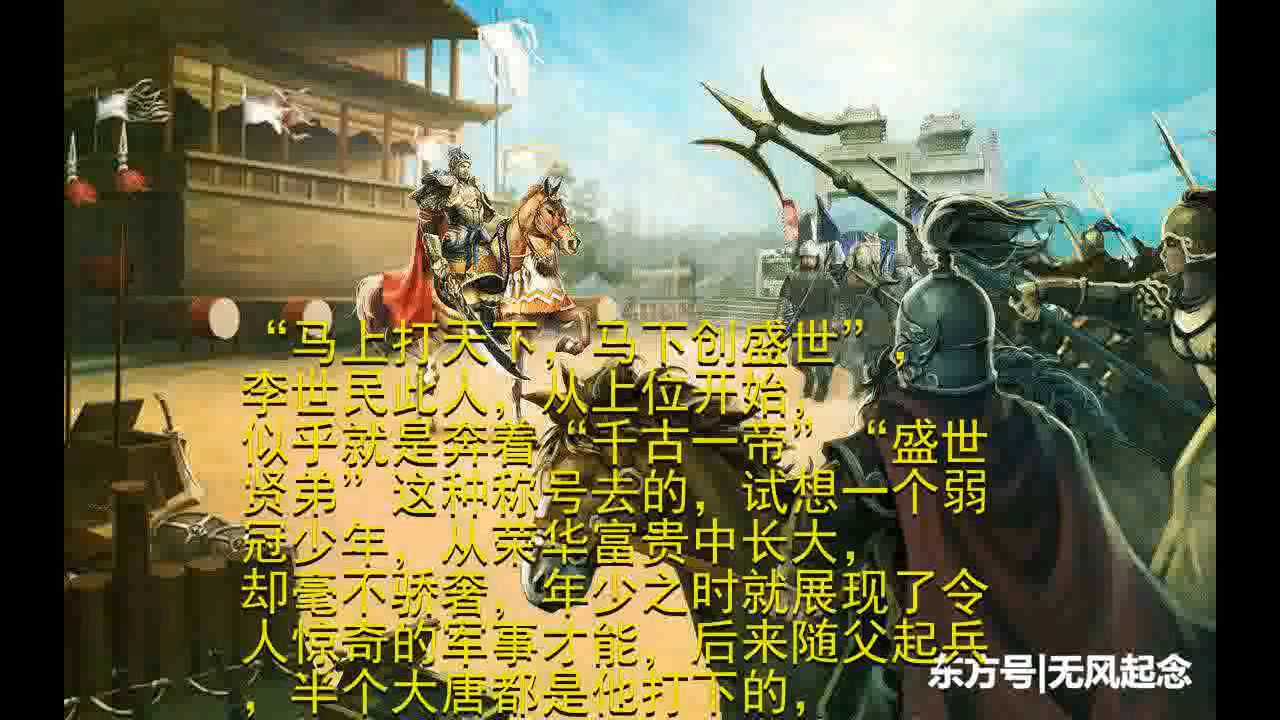 “马上打天下，马下创盛世”，
李世民此人，从上位开始，
似乎就是奔着“千古一帝”“盛世
贤弟”这种称号去的，试想一个弱
冠少年，从荣华富贵中长大，
却毫不骄奢，年少之时就展现了令
人惊奇的军事才能，后来随父起兵
，半个大唐都是他打下的，
东方号|无风起念